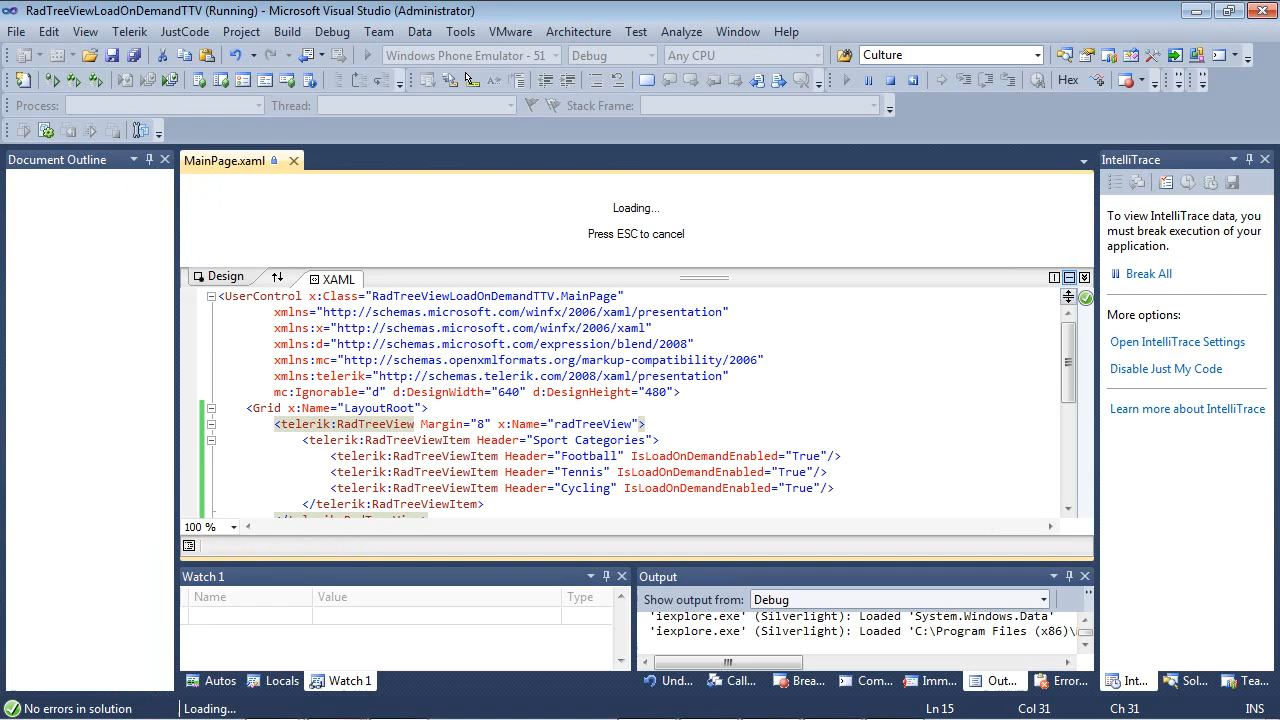 RadTreeViewLoadOnDemandTTV (Running) - Microsoft Visual Studio (Administrator)
File Edit View Telerik JustCode Project Build Debug Team Data Tools VMware Architecture Test Analyze Window Help
Windows Phone Emulator - 51 Debug Any CPU Culture
Hex
Process: Thread: Stack Frame:
Document Outline
MainPage.xaml
IntelliTrace
Loading...
Press ESC to cancel
To view IntelliTrace data, you
must break execution of your
application.
Break All
More options:
Open IntelliTrace Settings
Disable Just My Code
Learn more about IntelliTrace
Design XAML
<UserControl x:Class="RadTreeViewLoadOnDemandTTV.MainPage"
xmlns="http://schemas.microsoft.com/winfx/2006/xaml/presentation"
xmlns:x="http://schemas.microsoft.com/winfx/2006/xaml"
xmlns:d="http://schemas.microsoft.com/expression/blend/2008"
xmlns:mc="http://schemas.openxmlformats.org/markup-compatibility/2006"
xmlns:telerik="http://schemas.telerik.com/2008/xaml/presentation"
mc:Ignorable="d" d:DesignWidth="640" d:DesignHeight="480">
<Grid x:Name="LayoutRoot">
<telerik:RadTreeView Margin="8" x:Name="radTreeView">
<telerik:RadTreeViewItem Header="Sport Categories">
<telerik:RadTreeViewItem Header="Football" IsLoadOnDemandEnabled="True"/>
<telerik:RadTreeViewItem Header="Tennis" IsLoadOnDemandEnabled="True"/>
<telerik:RadTreeViewItem Header="Cycling" IsLoadOnDemandEnabled="True"/>
</telerik:RadTreeViewItem>
100 %
Watch 1
Name Value Type
Output
Show output from: Debug
'iexplore.exe' (Silverlight): Loaded 'System.Windows.Data'
'iexplore.exe' (Silverlight): Loaded 'C:\Program Files (x86)\
Autos Locals Watch 1
Und... Call... Brea... Com... Imm... Out... Error...
Int... Sol... Tea...
No errors in solution Loading... Ln 15 Col 31 Ch 31 INS